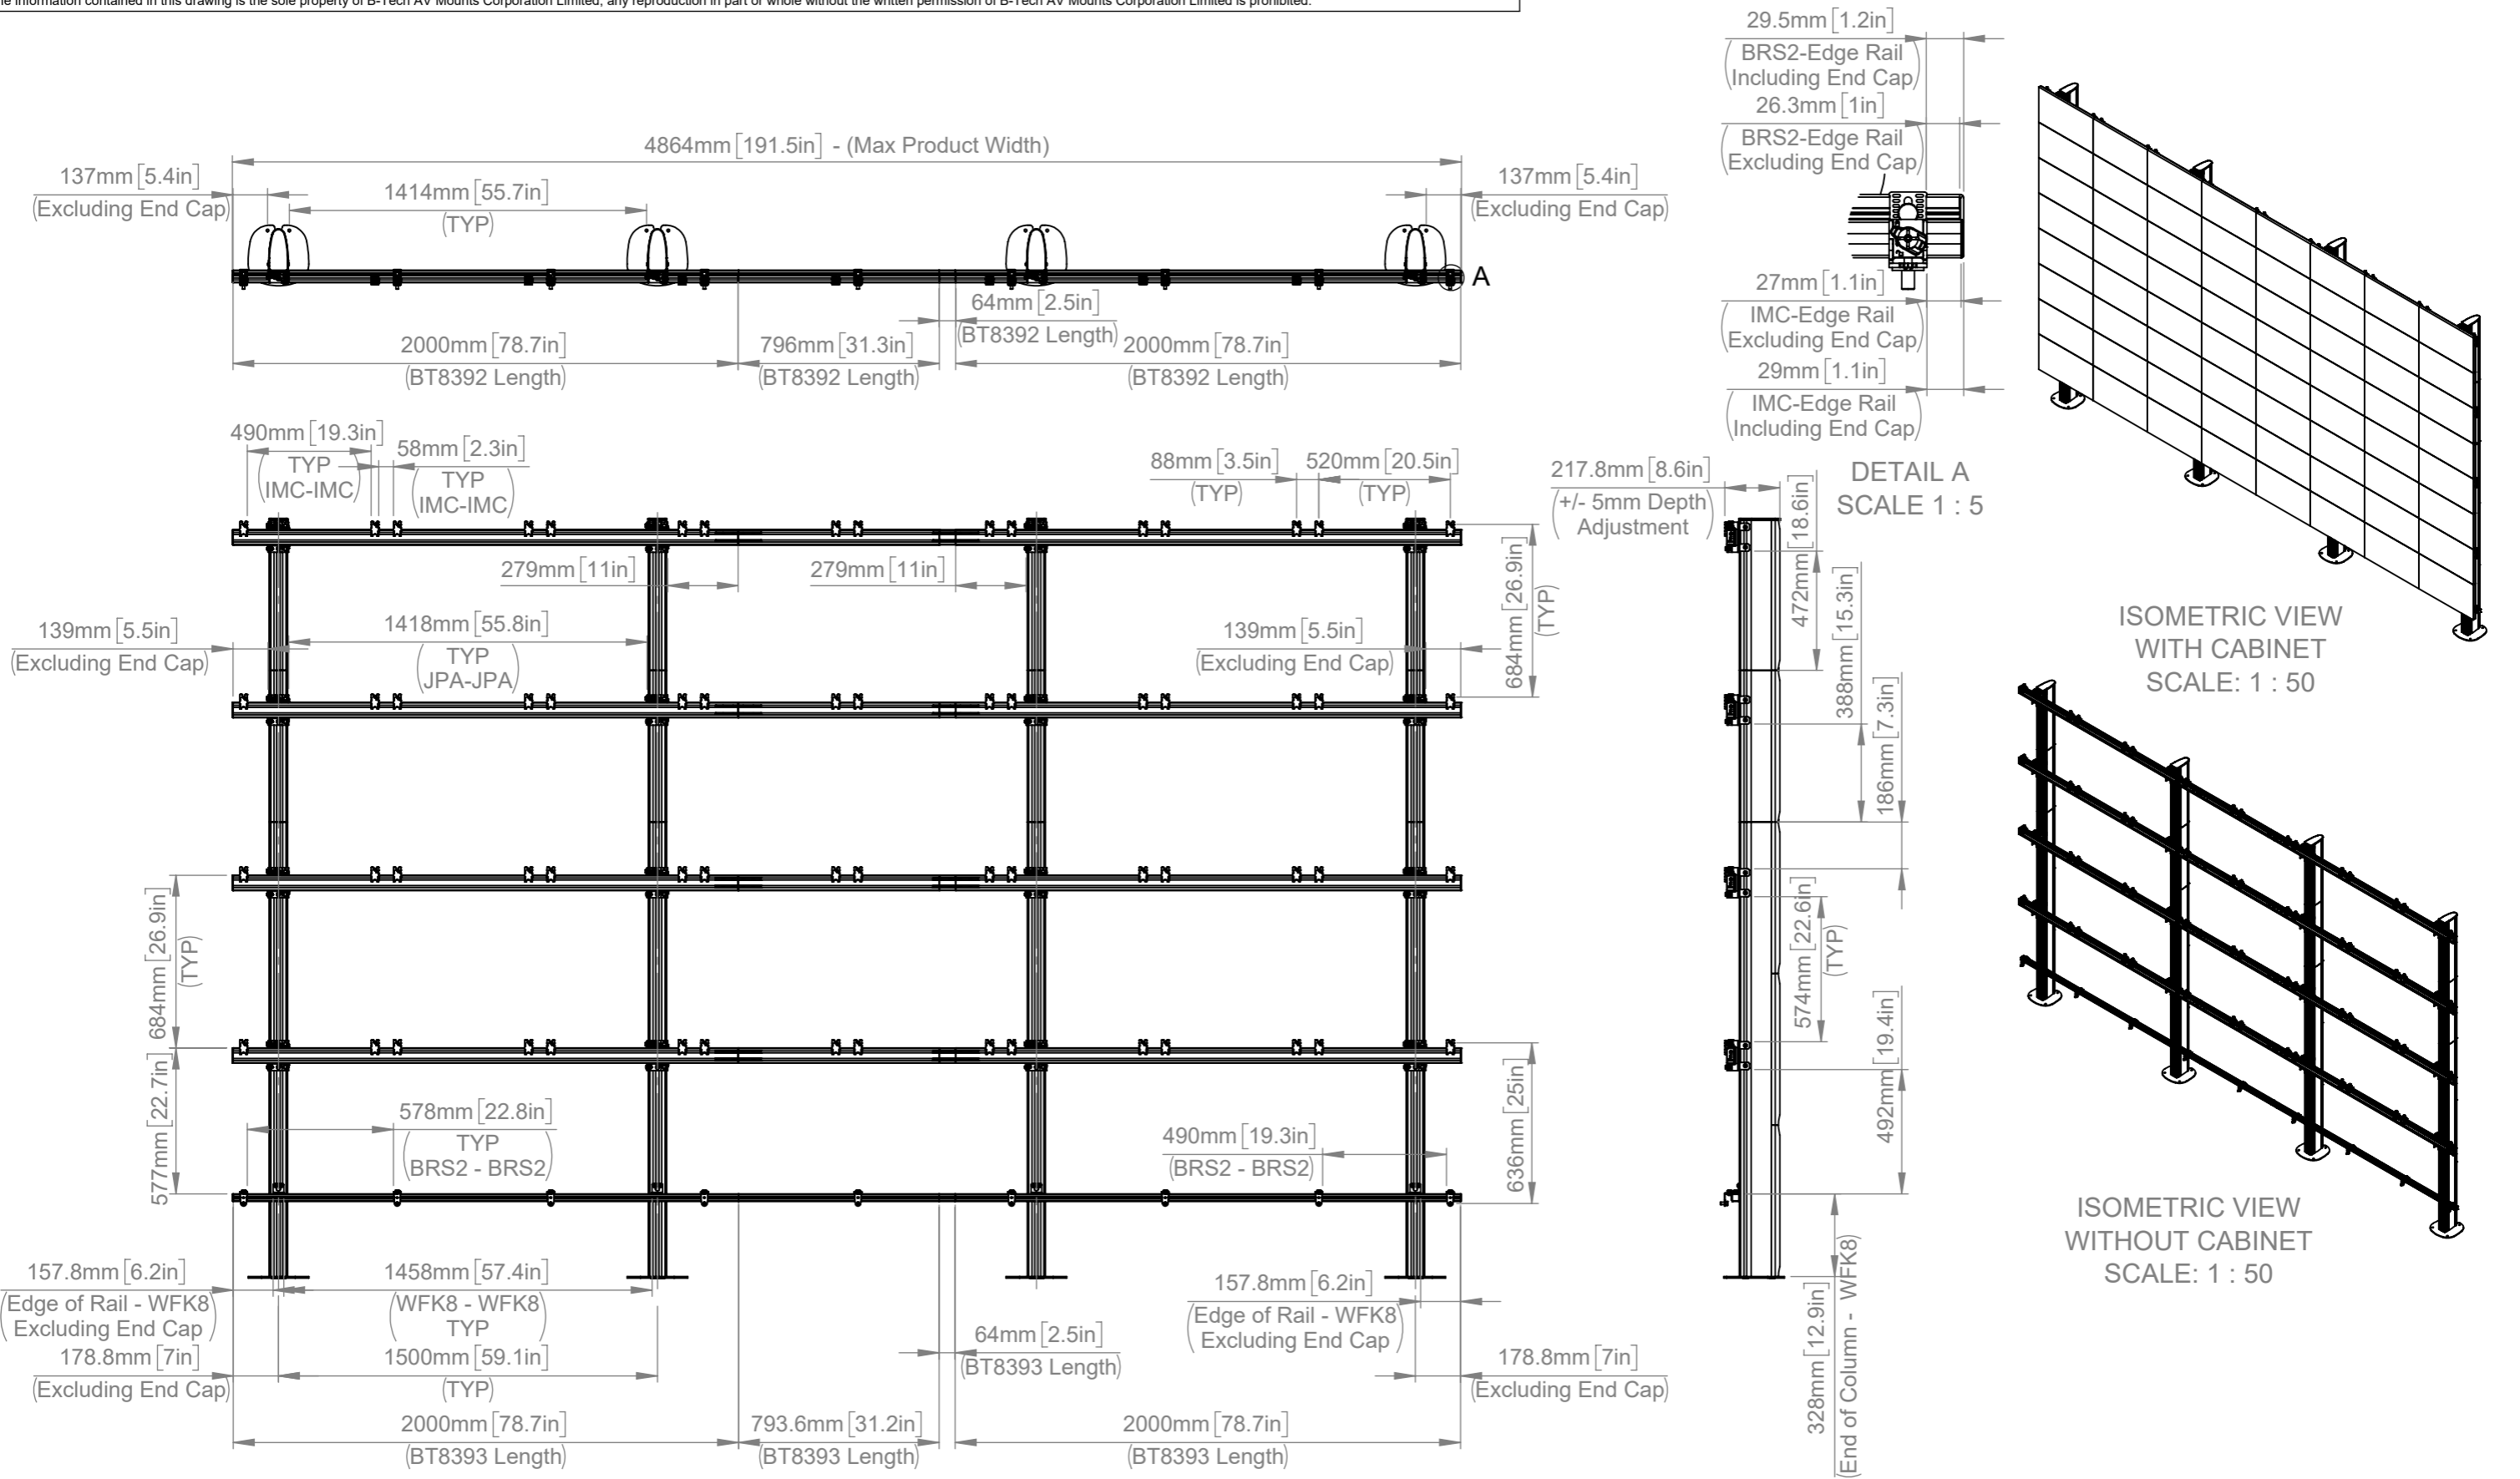 information contained in this drawing is the sole property of B-Tech AV Mounts Corporation Limited, any reproduction in part or whole without the written permission of B-Tech AV Mounts Corporation Limited is prohibited.
4864mm [191.5in] - (Max Product Width)
137mm [5.4in]
(Excluding End Cap)
1414mm [55.7in]
(TYP)
137mm [5.4in]
(Excluding End Cap)
A
64mm [2.5in]
(BT8392 Length)
2000mm [78.7in]
(BT8392 Length)
796mm [31.3in]
(BT8392 Length)
2000mm [78.7in]
(BT8392 Length)
29.5mm [1.2in]
(BRS2-Edge Rail
Including End Cap)
26.3mm [1in]
(BRS2-Edge Rail
Excluding End Cap)
27mm [1.1in]
(IMC-Edge Rail
Excluding End Cap)
29mm [1.1in]
(IMC-Edge Rail
Including End Cap)
DETAIL A
SCALE 1 : 5
490mm [19.3in]
(TYP
IMC-IMC)
58mm [2.3in]
(TYP
IMC-IMC)
88mm [3.5in]
(TYP)
520mm [20.5in]
(TYP)
279mm [11in]
279mm [11in]
684mm [26.9in]
(TYP)
139mm [5.5in]
(Excluding End Cap)
1418mm [55.8in]
(TYP
JPA-JPA)
139mm [5.5in]
(Excluding End Cap)
684mm [26.9in]
(TYP)
577mm [22.7in]
578mm [22.8in]
(TYP
BRS2 - BRS2)
490mm [19.3in]
(BRS2 - BRS2)
636mm [25in]
157.8mm [6.2in]
(Edge of Rail - WFK8
Excluding End Cap)
1458mm [57.4in]
(WFK8 - WFK8
TYP)
178.8mm [7in]
(Excluding End Cap)
1500mm [59.1in]
(TYP)
64mm [2.5in]
(BT8393 Length)
157.8mm [6.2in]
(Edge of Rail - WFK8
Excluding End Cap)
178.8mm [7in]
(Excluding End Cap)
2000mm [78.7in]
(BT8393 Length)
793.6mm [31.2in]
(BT8393 Length)
2000mm [78.7in]
(BT8393 Length)
217.8mm [8.6in]
(+/- 5mm Depth
Adjustment)
472mm [18.6in]
388mm [15.3in]
186mm [7.3in]
574mm [22.6in]
(TYP)
492mm [19.4in]
328mm [12.9in]
(End of Column - WFK8)
ISOMETRIC VIEW
WITH CABINET
SCALE: 1 : 50
ISOMETRIC VIEW
WITHOUT CABINET
SCALE: 1 : 50